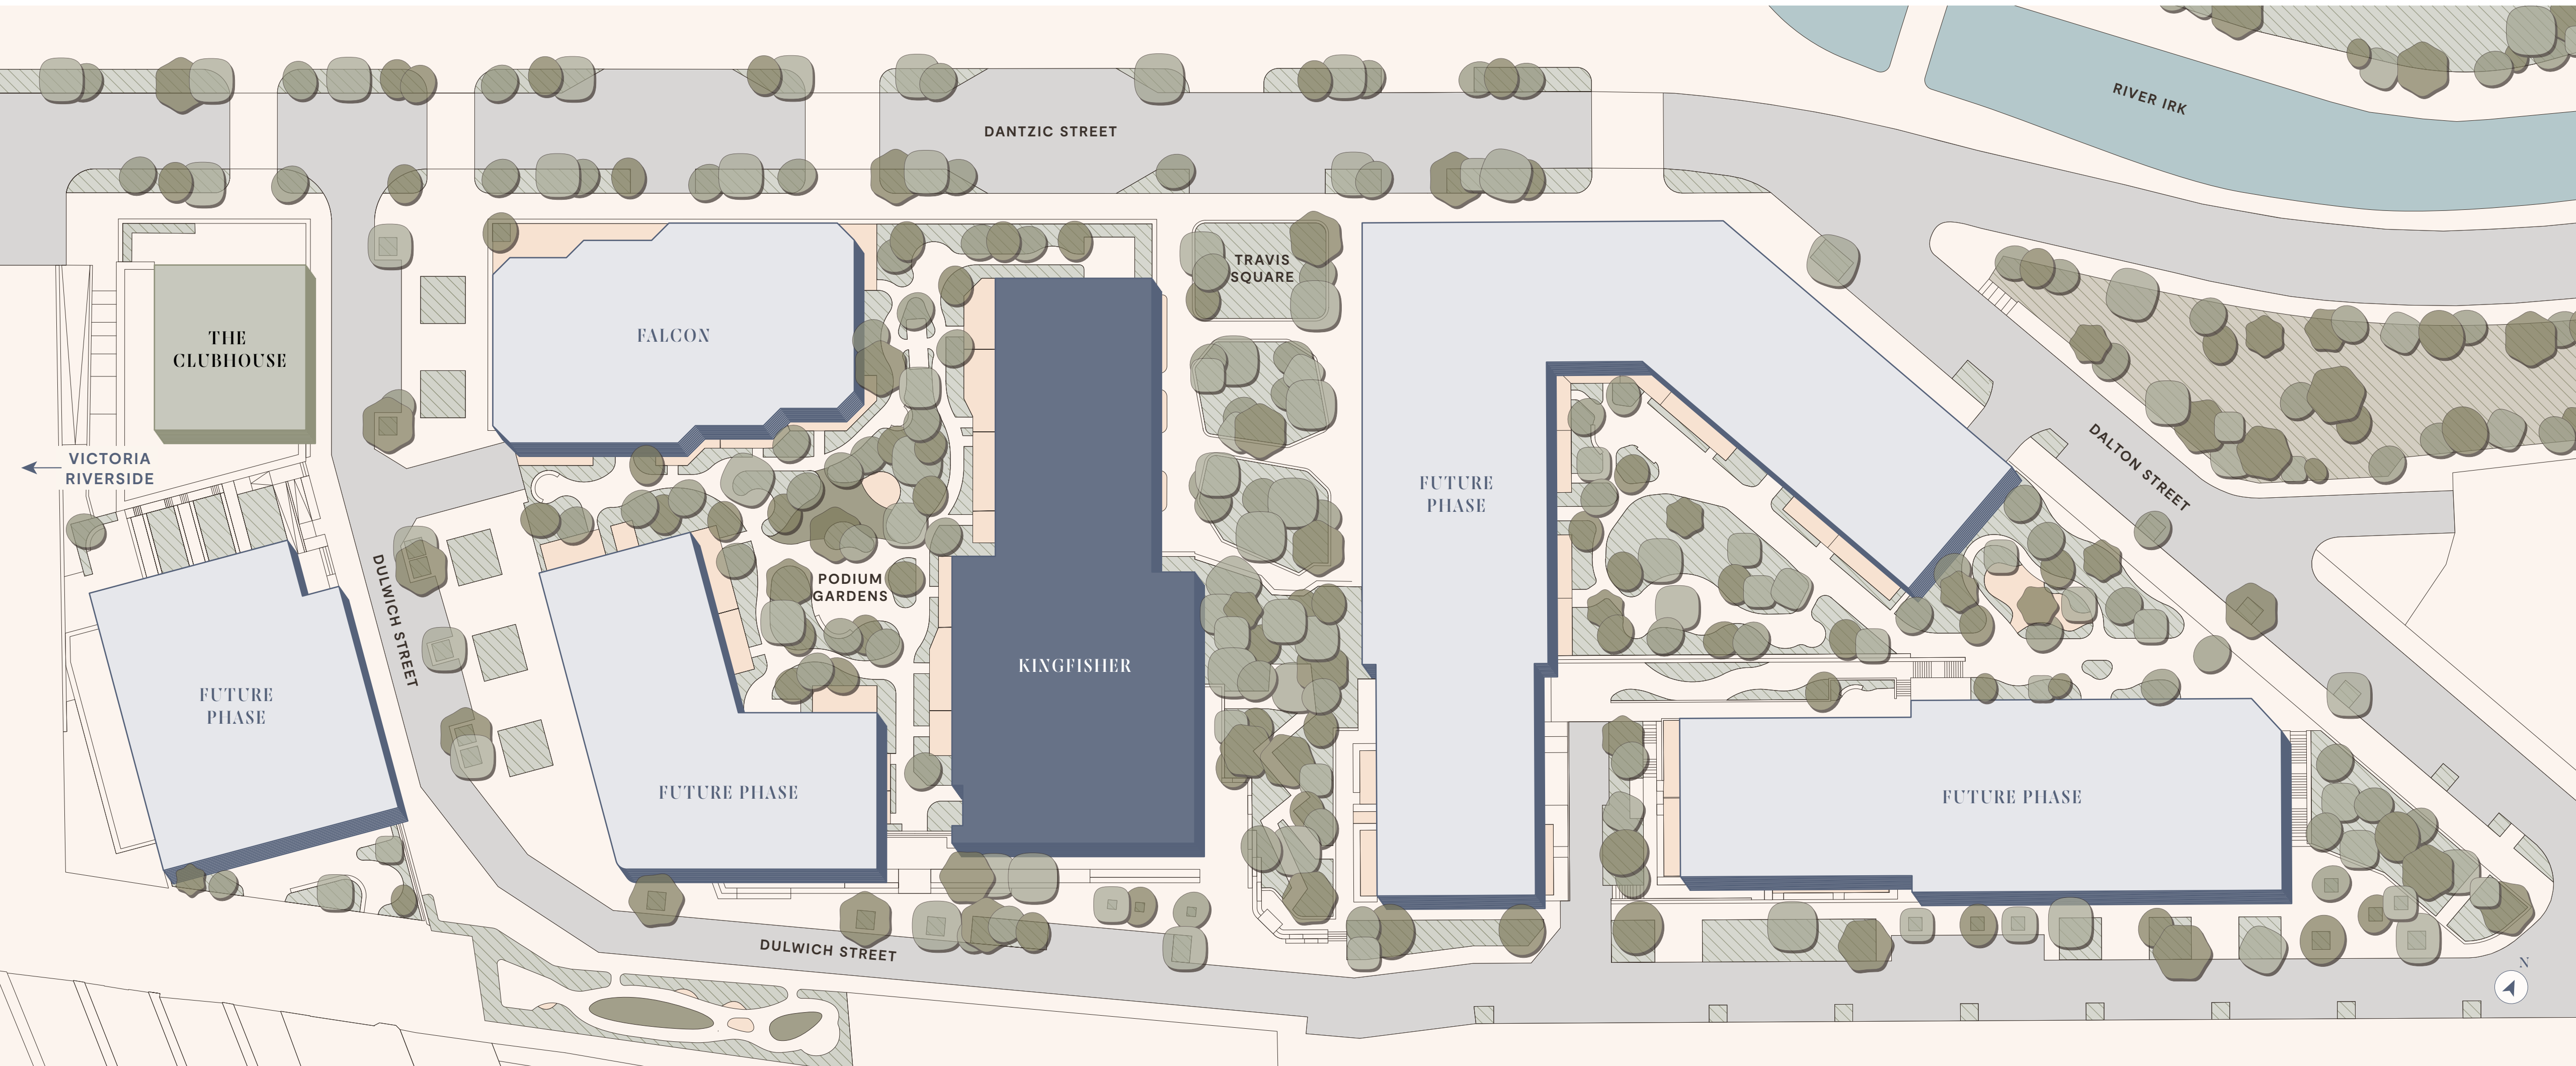 RIVER IRK
DANTZIC STREET
TRAVIS
SQUARE
THE
CLUBHOUSE
FALCON
VICTORIA
RIVERSIDE
FUTURE
PHASE
DALTON STREET
DULWICH STREET
PODIUM
GARDENS
KINGFISHER
FUTURE
PHASE
FUTURE PHASE
FUTURE PHASE
DULWICH STREET
N